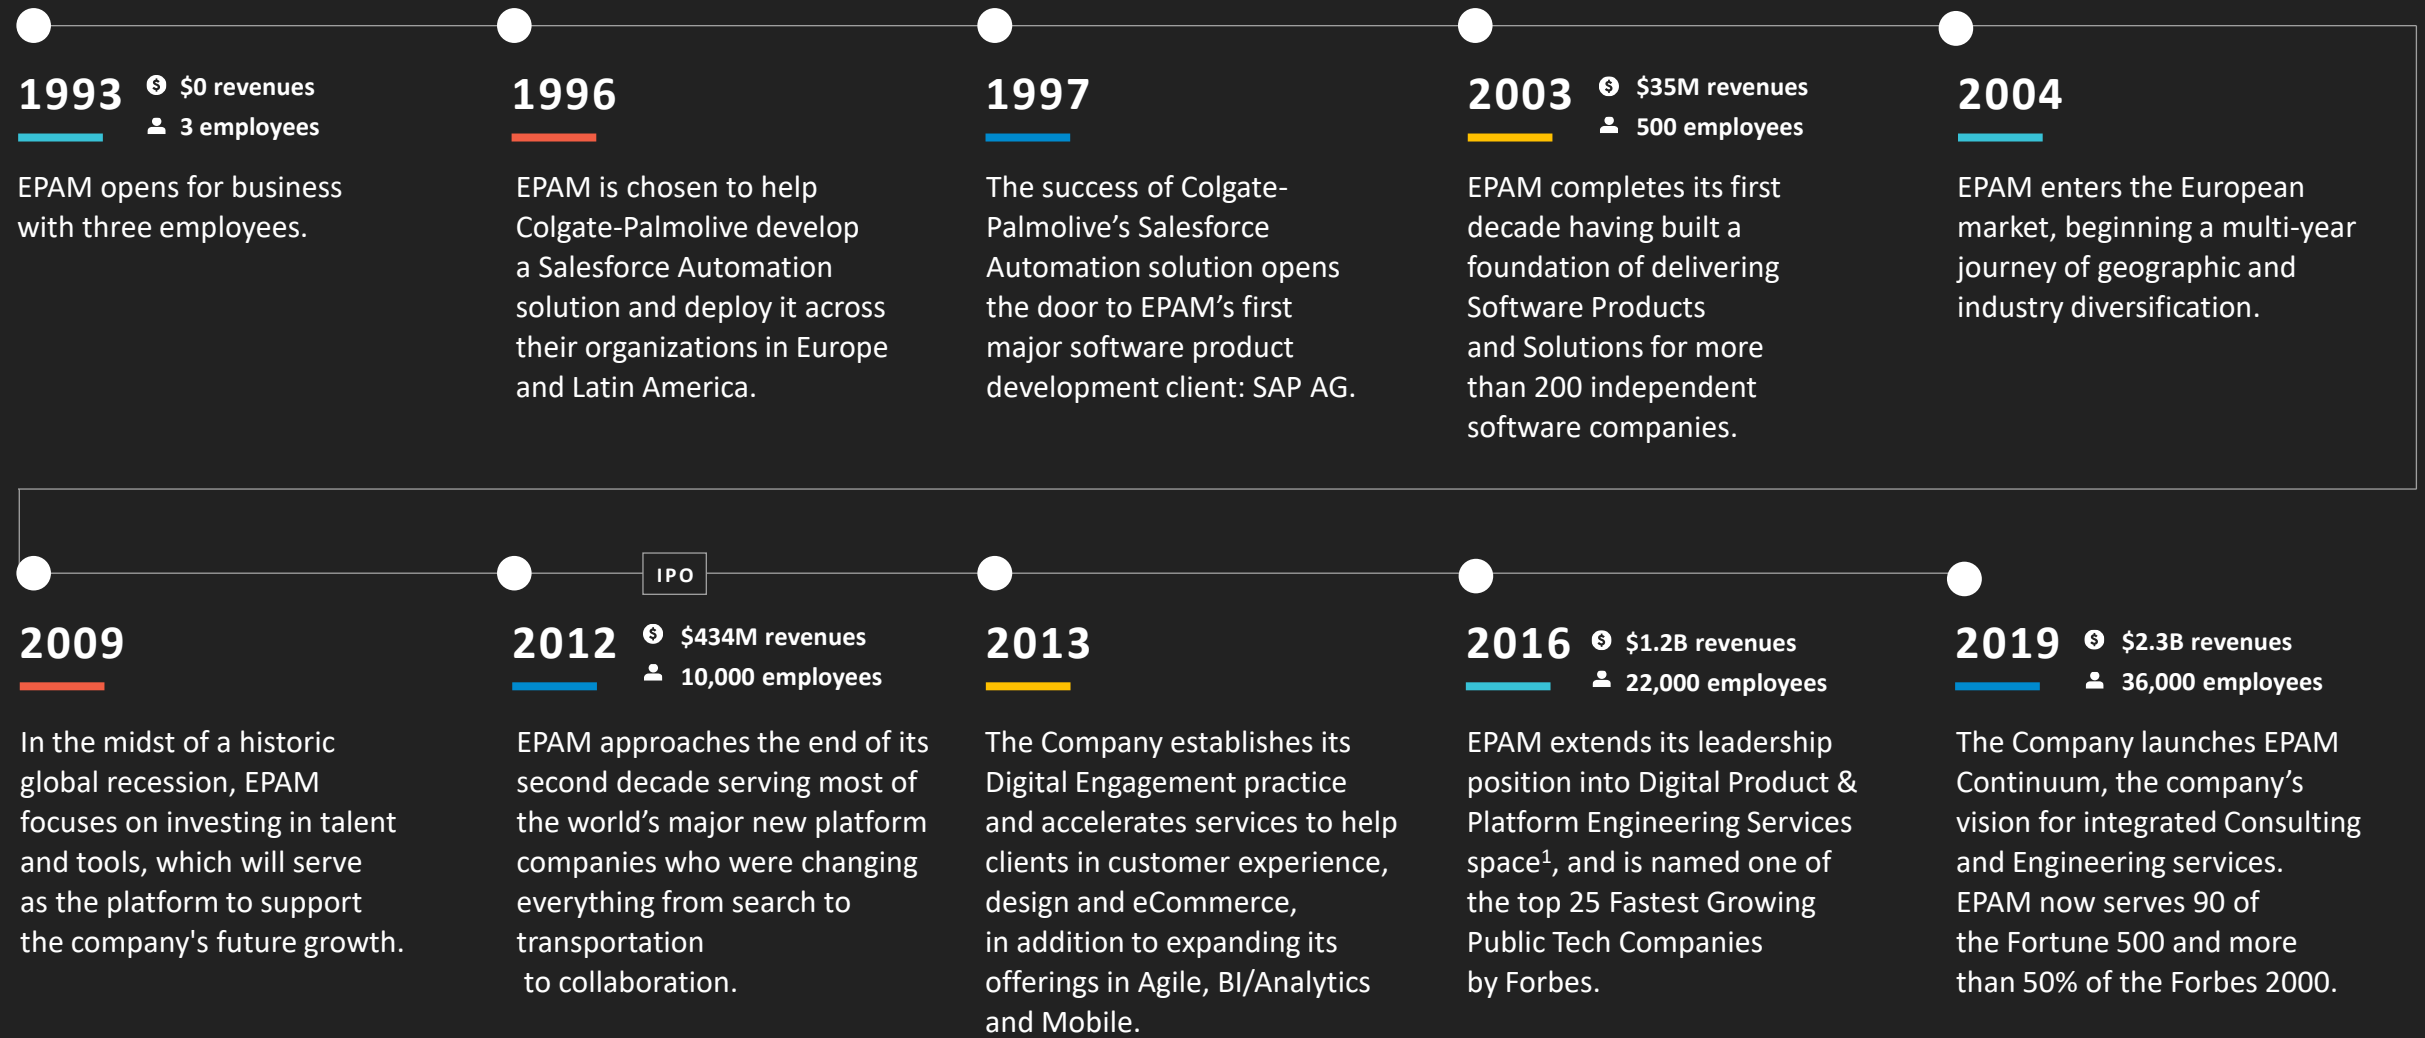 1993
$0 revenues
3 employees
EPAM opens for business
with three employees.
1996
EPAM is chosen to help
Colgate-Palmolive develop
a Salesforce Automation
solution and deploy it across
their organizations in Europe
and Latin America.
1997
The success of Colgate-
Palmolive’s Salesforce
Automation solution opens
the door to EPAM’s first
major software product
development client: SAP AG.
2003
$35M revenues
500 employees
EPAM completes its first
decade having built a
foundation of delivering
Software Products
and Solutions for more
than 200 independent
software companies.
2004
EPAM enters the European
market, beginning a multi-year
journey of geographic and
industry diversification.
2009
In the midst of a historic
global recession, EPAM
focuses on investing in talent
and tools, which will serve
as the platform to support
the company's future growth.
IPO
2012
$434M revenues
10,000 employees
EPAM approaches the end of its
second decade serving most of
the world’s major new platform
companies who were changing
everything from search to
transportation
to collaboration.
2013
The Company establishes its
Digital Engagement practice
and accelerates services to help
clients in customer experience,
design and eCommerce,
in addition to expanding its
offerings in Agile, BI/Analytics
and Mobile.
2016
$1.2B revenues
22,000 employees
EPAM extends its leadership
position into Digital Product &
Platform Engineering Services
space¹, and is named one of
the top 25 Fastest Growing
Public Tech Companies
by Forbes.
2019
$2.3B revenues
36,000 employees
The Company launches EPAM
Continuum, the company’s
vision for integrated Consulting
and Engineering services.
EPAM now serves 90 of
the Fortune 500 and more
than 50% of the Forbes 2000.